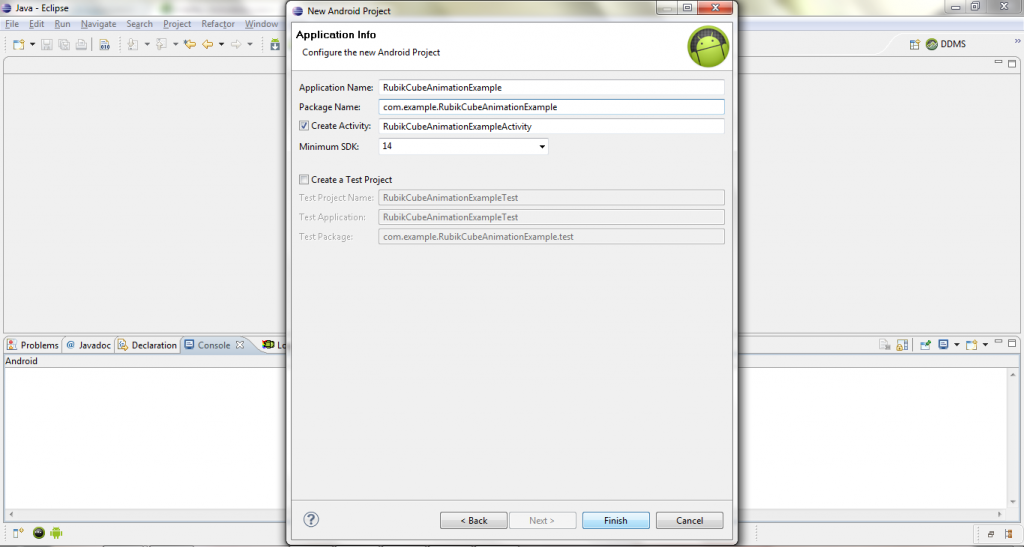 Java - Eclipse
File Edit Run Navigate Search Project Refactor Window
DDMS
New Android Project
Application Info
Configure the new Android Project
Application Name: RubikCubeAnimationExample
Package Name: com.example.RubikCubeAnimationExample
Create Activity: RubikCubeAnimationExampleActivity
Minimum SDK: 14
Create a Test Project
Test Project Name: RubikCubeAnimationExampleTest
Test Application: RubikCubeAnimationExampleTest
Test Package: com.example.RubikCubeAnimationExample.test
Problems @ Javadoc Declaration Console Lo
Android
? < Back Next > Finish Cancel